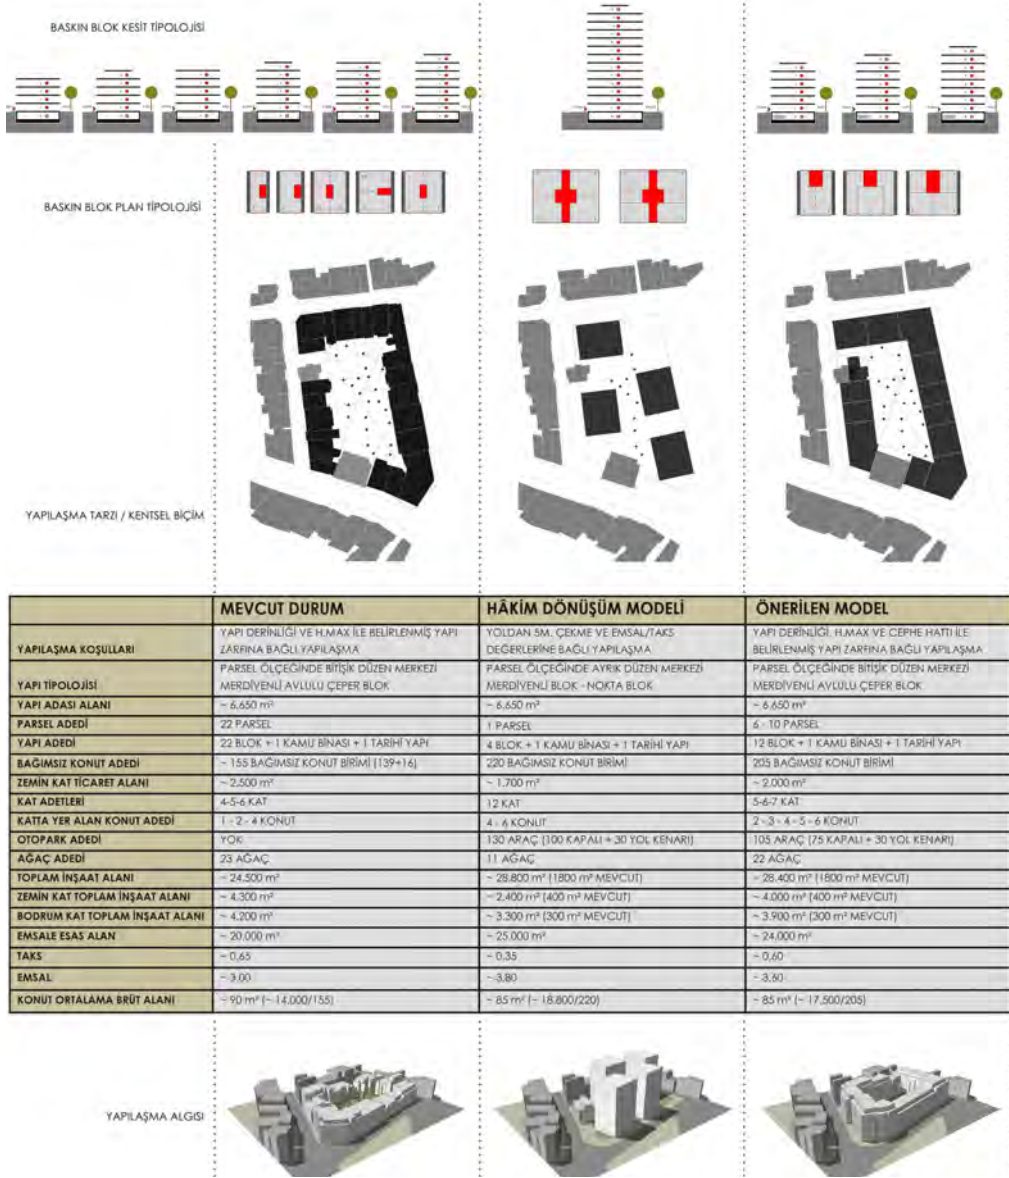 BASKIN BLOK KESİT TİPOLOJİSİ
BASKIN BLOK PLAN TİPOLOJİSİ
YAPILAŞMA TARZI / KENTSEL BİÇİM
MEVCUT DURUM HÂKİM DÖNÜŞÜM MODELİ ÖNERİLEN MODEL
YAPILAŞMA KOŞULLARI
YAPI DERİNLİĞİ VE H.MAX İLE BELİRLENMİŞ YAPI
ZARFINA BAĞLI YAPILAŞMA
YOLDAN 5M. ÇEKME VE EMSAL/TAKS
DEĞERLERİNE BAĞLI YAPILAŞMA
YAPI DERİNLİĞİ, H.MAX VE CEPHE HATTI İLE
BELİRLENMİŞ YAPI ZARFINA BAĞLI YAPILAŞMA
YAPI TİPOLOJİSİ
PARSEL ÖLÇEĞİNDE BİTİŞİK DÜZEN MERKEZİ
MERDİVENLİ AVLULU ÇEPER BLOK
PARSEL ÖLÇEĞİNDE AYRIK DÜZEN MERKEZİ
MERDİVENLİ BLOK - NOKTA BLOK
PARSEL ÖLÇEĞİNDE BİTİŞİK DÜZEN MERKEZİ
MERDİVENLİ AVLULU ÇEPER BLOK
YAPI ADASI ALANI ~ 6.650 m² ~ 6.650 m² ~ 6.650 m²
PARSEL ADEDİ 22 PARSEL 1 PARSEL 6 - 10 PARSEL
YAPI ADEDİ 22 BLOK + 1 KAMU BİNASI + 1 TARİHİ YAPI 4 BLOK + 1 KAMU BİNASI + 1 TARİHİ YAPI 12 BLOK + 1 KAMU BİNASI + 1 TARİHİ YAPI
BAĞIMSIZ KONUT ADEDİ ~ 155 BAĞIMSIZ KONUT BİRİMİ (139+16) 220 BAĞIMSIZ KONUT BİRİMİ 205 BAĞIMSIZ KONUT BİRİMİ
ZEMİN KAT TİCARET ALANI ~ 2.500 m² ~ 1.700 m² ~ 2.000 m²
KAT ADETLERİ 4-5-6 KAT 12 KAT 5-6-7 KAT
KATTA YER ALAN KONUT ADEDİ 1 - 2 - 4 KONUT 4 - 6 KONUT 2 - 3 - 4 - 5 - 6 KONUT
OTOPARK ADEDİ YOK 130 ARAÇ (100 KAPALI + 30 YOL KENARI) 105 ARAÇ (75 KAPALI + 30 YOL KENARI)
AĞAÇ ADEDİ 23 AĞAÇ 11 AĞAÇ 22 AĞAÇ
TOPLAM İNŞAAT ALANI ~ 24.500 m² ~ 28.800 m² (1800 m² MEVCUT) ~ 28.400 m² (1800 m² MEVCUT)
ZEMİN KAT TOPLAM İNŞAAT ALANI ~ 4.300 m² ~ 2.400 m² (400 m² MEVCUT) ~ 4.000 m² (400 m² MEVCUT)
BODRUM KAT TOPLAM İNŞAAT ALANI ~ 4.200 m² ~ 3.300 m² (300 m² MEVCUT) ~ 3.900 m² (300 m² MEVCUT)
EMSALE ESAS ALAN ~ 20.000 m² ~ 25.000 m² ~ 24.000 m²
TAKS ~ 0,65 ~ 0.35 ~ 0,60
EMSAL ~ 3,00 ~ 3,80 ~ 3,60
KONUT ORTALAMA BRÜT ALANI ~ 90 m² (~ 14.000/155) ~ 85 m² (~ 18.800/220) ~ 85 m² (~ 17.500/205)
YAPILAŞMA ALGISI